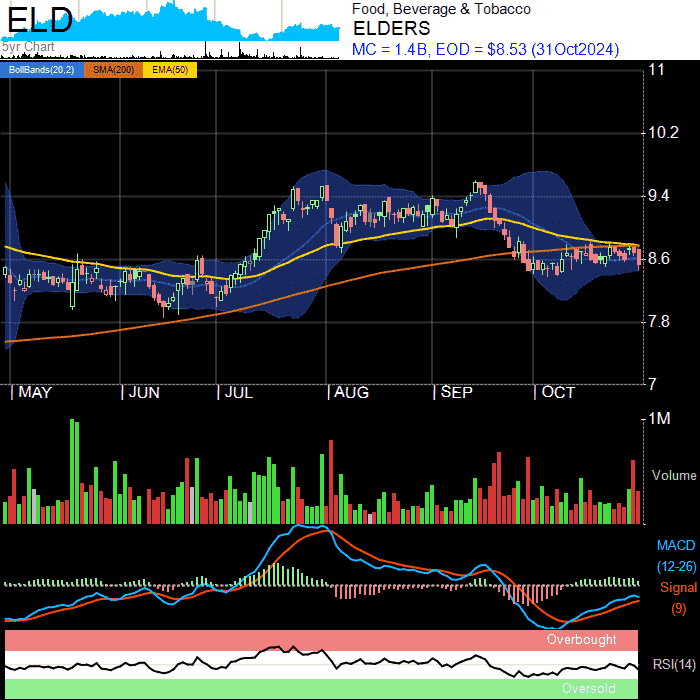 ELD
5yr Chart
Food, Beverage & Tobacco
ELDERS
MC = 1.4B, EOD = $8.53 (31Oct2024)
BollBands(20,2) SMA(200) EMA(50)
11
10.2
9.4
8.6
7.8
7
MAY JUN JUL AUG SEP OCT
1M
Volume
MACD
(12-26)
Signal
(9)
Overbought
RSI(14)
Oversold